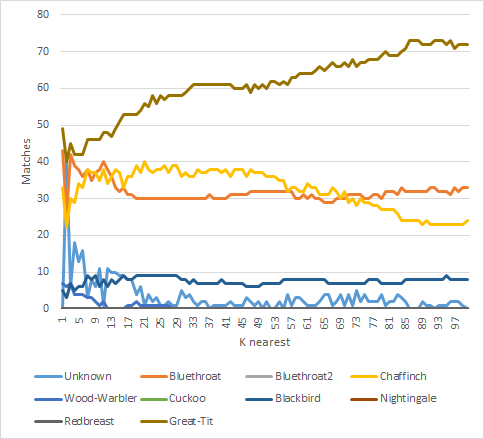 80
70
60
50
40
30
20
10
0
Matches
1 5 9 13 17 21 25 29 33 37 41 45 49 53 57 61 65 69 73 77 81 85 89 93 97
K nearest
Unknown Bluethroat Bluethroat2 Chaffinch
Wood-Warbler Cuckoo Blackbird Nightingale
Redbreast Great-Tit